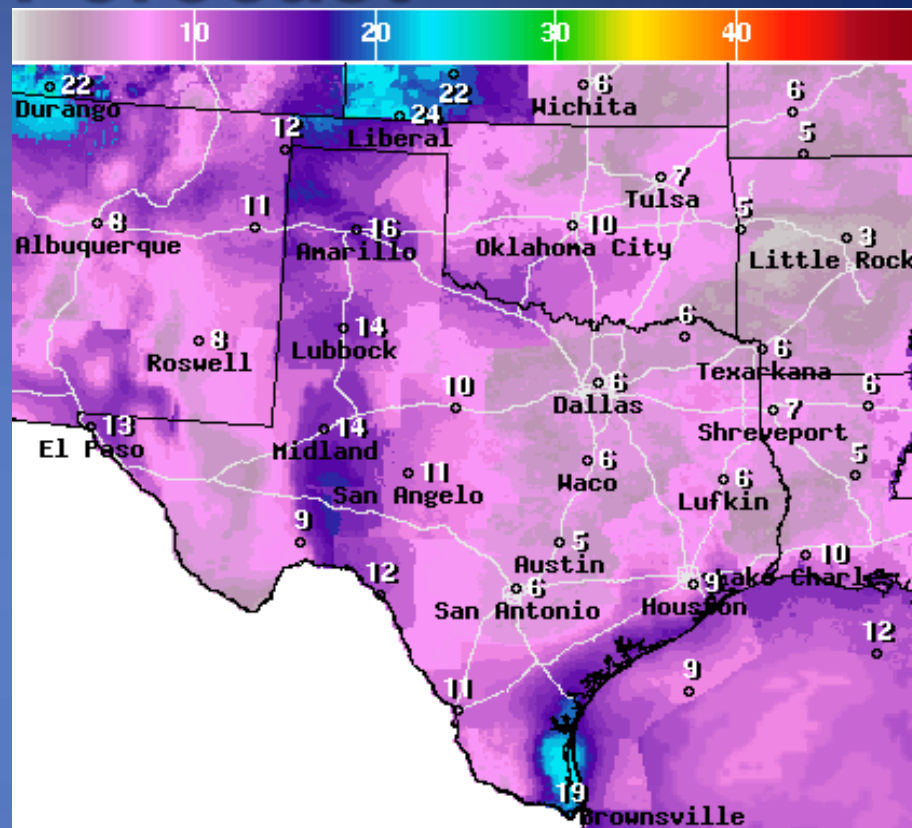 Forecast
10 20 30 40
22 22 6 6
Durango Wichita
24
Liberal
12 5
7
Tulsa
8 11 16 10 5 3
Albuquerque Amarillo Oklahoma City Little Rock
8 14 6 6
Roswell Lubbock Texarkana
10 6 7 6
Dallas
13 14 Shreveport
El Paso Midland
11 6 6 5
San Angelo Waco Lufkin
9 5 10
Austin
12 6 9 Lake Charles
San Antonio Houston
12
11 9
19
Brownsville